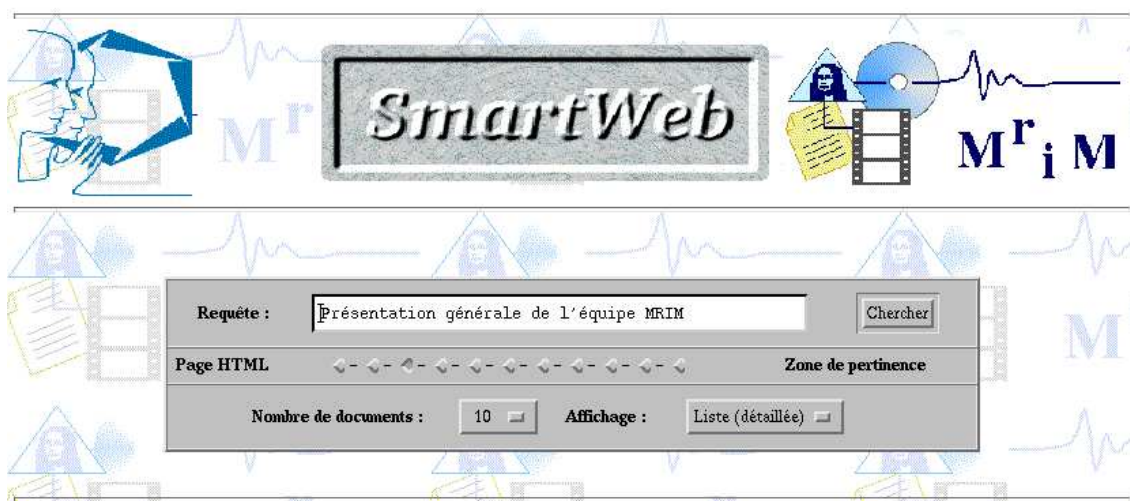 SmartWeb
MriM
Requête :
Présentation générale de l'équipe MRIM
Chercher
Page HTML
Zone de pertinence
Nombre de documents :
10
Affichage :
Liste (détaillée)